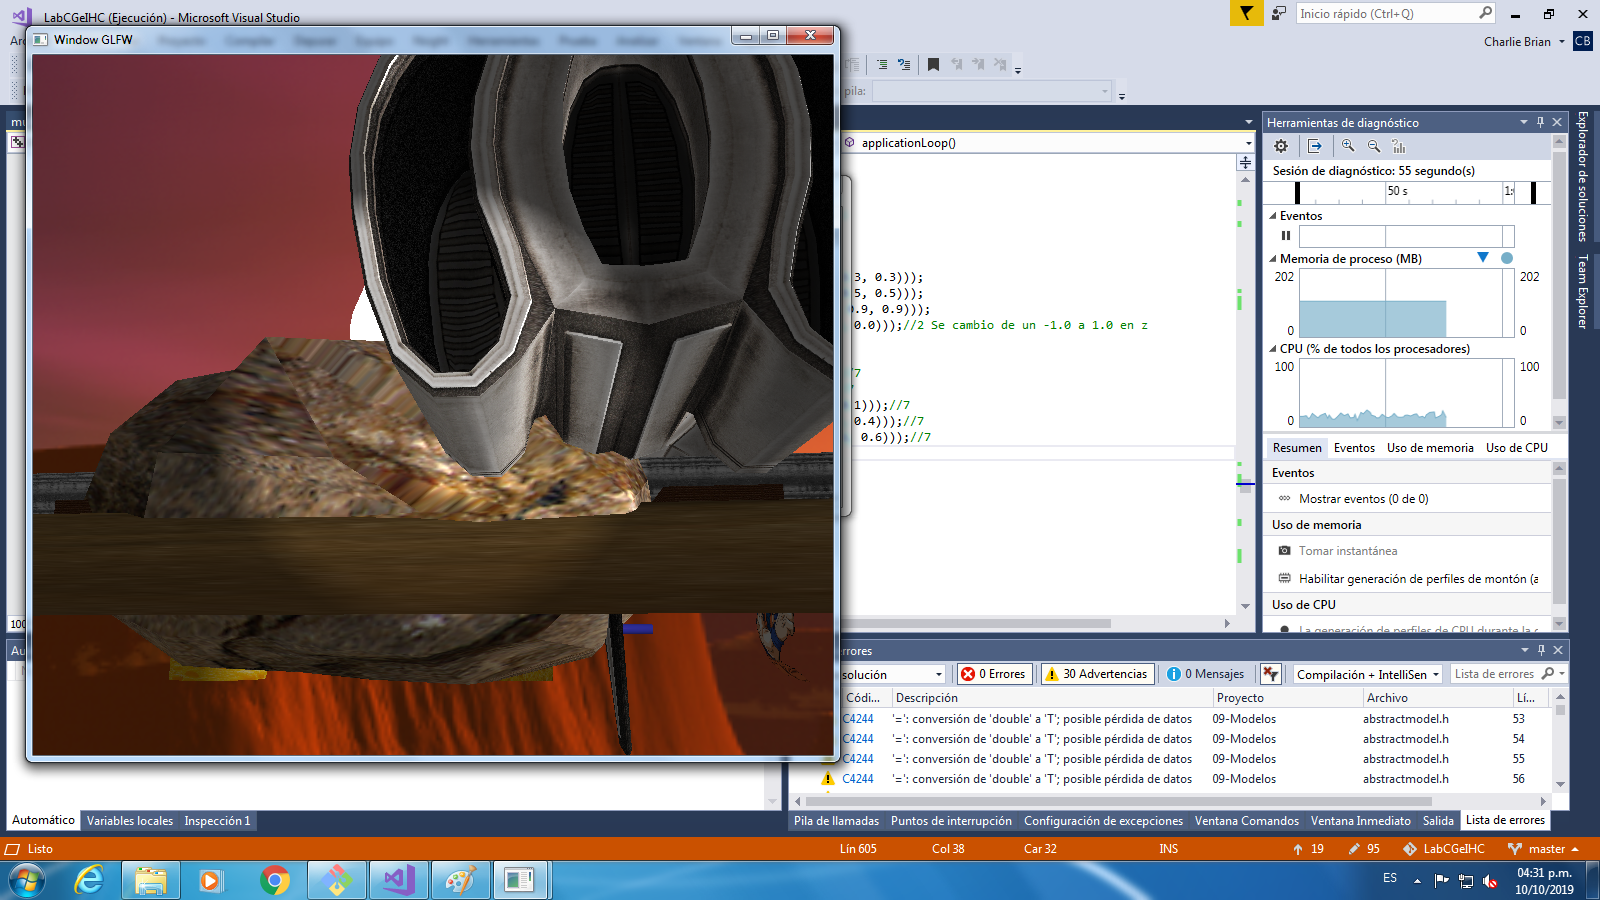 LabCGeIHC (Ejecución) - Microsoft Visual Studio
Inicio rápido (Ctrl+Q)
Window GLFW
Charlie Brian
CB
pila:
applicationLoop()
3, 0.3)));
5, 0.5)));
0.9, 0.9)));
0.0)));//2 Se cambio de un -1.0 a 1.0 en z
/7
1)));//7
0.4)));//7
0.6)));//7
Herramientas de diagnóstico
Sesión de diagnóstico: 55 segundo(s)
50 s
Eventos
Memoria de proceso (MB)
202
202
0
0
CPU (% de todos los procesadores)
100
100
0
0
Resumen
Eventos
Uso de memoria
Uso de CPU
Eventos
Mostrar eventos (0 de 0)
Uso de memoria
Tomar instantánea
Habilitar generación de perfiles de montón (a
Uso de CPU
La generación de perfiles de CPU durante la
Explorador de soluciones
Team Explorer
100
Au
errores
solución
0 Errores
30 Advertencias
0 Mensajes
Compilación + IntelliSen
Lista de errores
Códi...
Descripción
Proyecto
Archivo
Lí...
C4244
'=': conversión de 'double' a 'T'; posible pérdida de datos
09-Modelos
abstractmodel.h
53
C4244
'=': conversión de 'double' a 'T'; posible pérdida de datos
09-Modelos
abstractmodel.h
54
C4244
'=': conversión de 'double' a 'T'; posible pérdida de datos
09-Modelos
abstractmodel.h
55
C4244
'=': conversión de 'double' a 'T'; posible pérdida de datos
09-Modelos
abstractmodel.h
56
Automático
Variables locales
Inspección 1
Pila de llamadas
Puntos de interrupción
Configuración de excepciones
Ventana Comandos
Ventana Inmediato
Salida
Lista de errores
Listo
Lín 605
Col 38
Car 32
INS
19
95
LabCGeIHC
master
ES
04:31 p.m.
10/10/2019